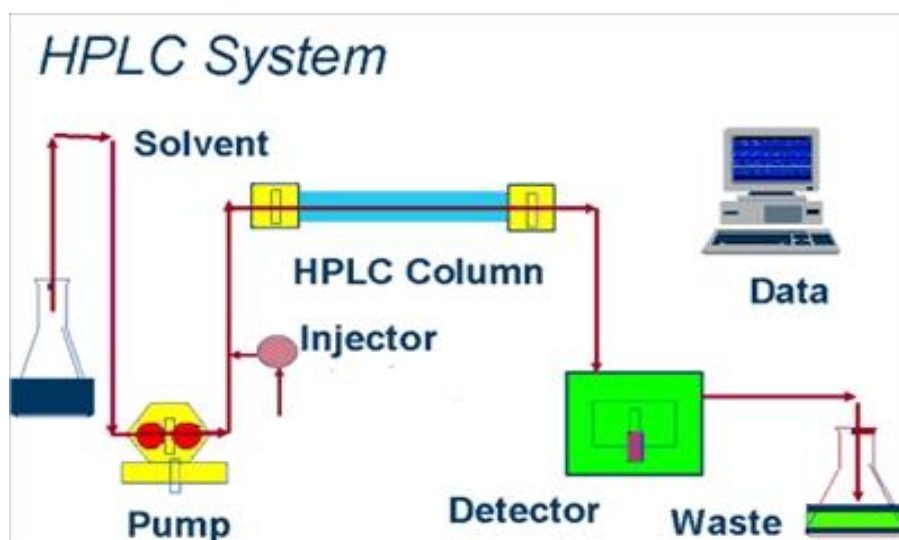 HPLC System
Solvent
HPLC Column
Data
Injector
Detector
Pump
Waste